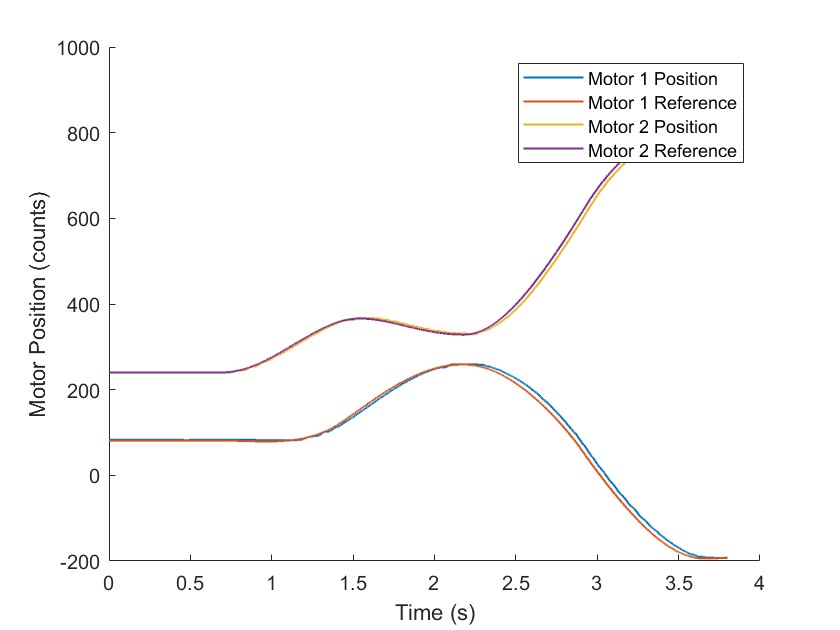 1000
800
600
400
200
0
-200
Motor Position (counts)
Motor 1 Position
Motor 1 Reference
Motor 2 Position
Motor 2 Reference
0 0.5 1 1.5 2 2.5 3 3.5 4
Time (s)